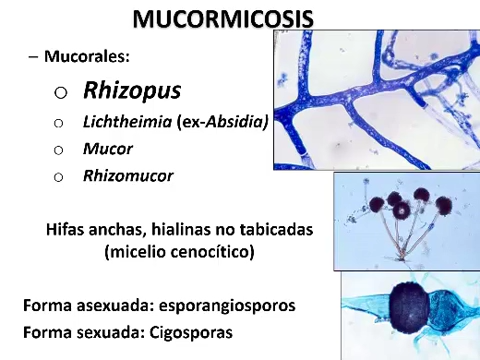 MUCORMICOSIS
– Mucorales:
o Rhizopus
o Lichtheimia (ex-Absidia)
o Mucor
o Rhizomucor
Hifas anchas, hialinas no tabicadas
(micelio cenocítico)
Forma asexuada: esporangiosporos
Forma sexuada: Cigosporas